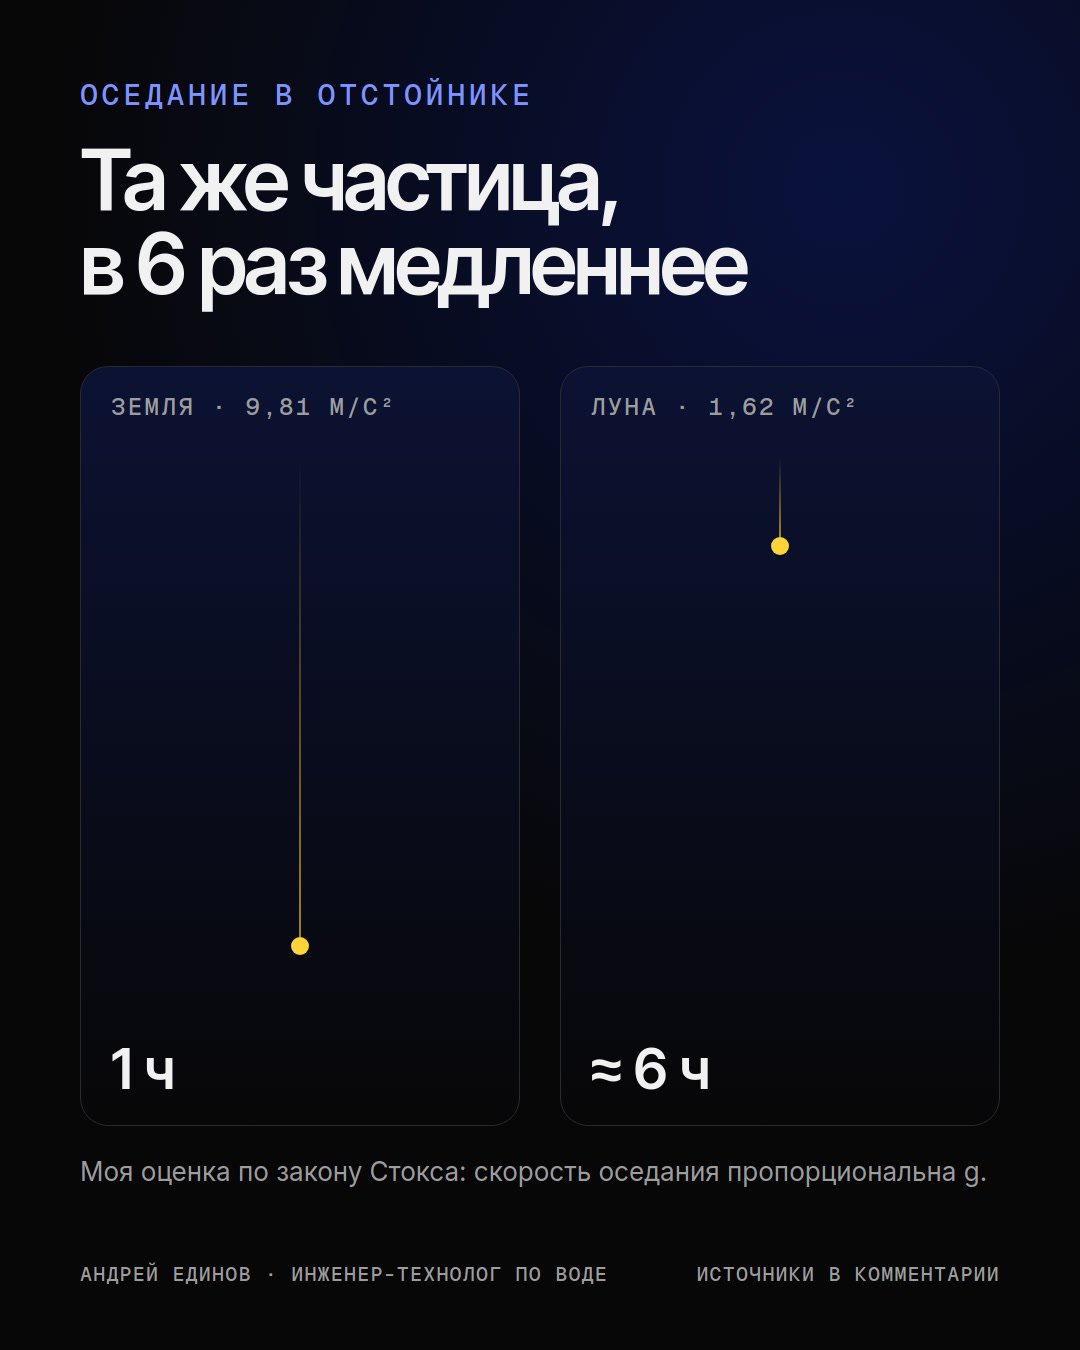 ОСЕДАНИЕ В ОТСТОЙНИКЕ
Та же частица,
в 6 раз медленнее
ЗЕМЛЯ · 9,81 М/С²
ЛУНА · 1,62 М/С²
1 ч
≈ 6 ч
Моя оценка по закону Стокса: скорость оседания пропорциональна g.
АНДРЕЙ ЕДИНОВ · ИНЖЕНЕР-ТЕХНОЛОГ ПО ВОДЕ
ИСТОЧНИКИ В КОММЕНТАРИИ